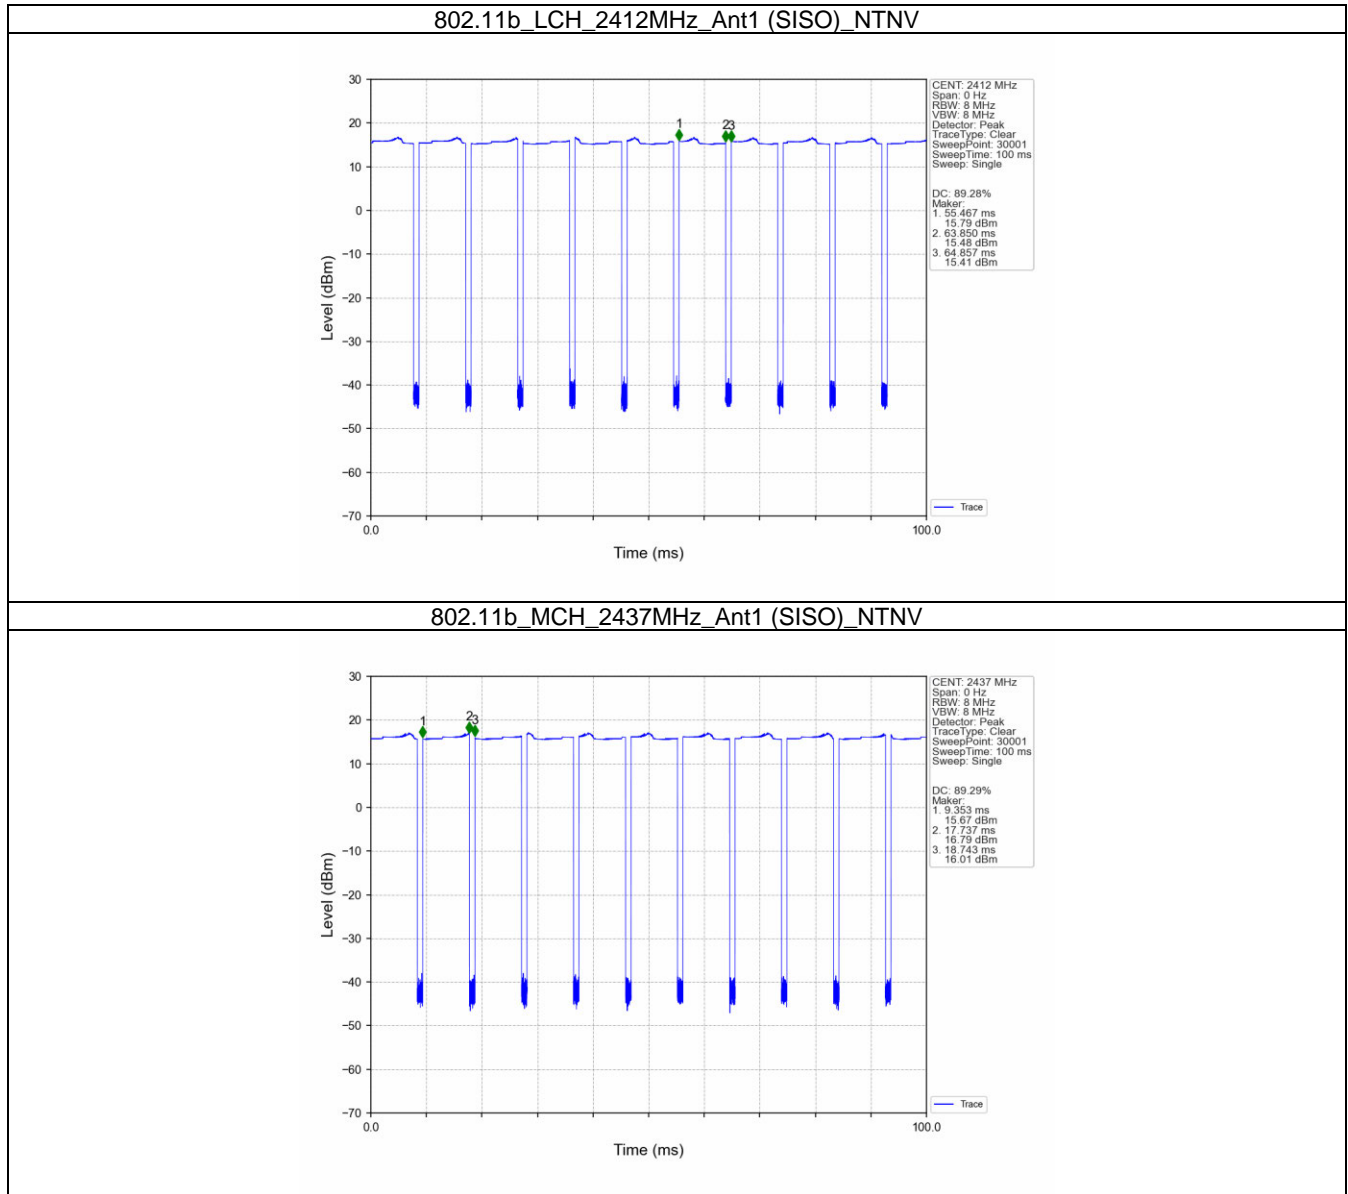 802.11b_LCH_2412MHz_Ant1 (SISO)_NTNV
30
20
10
0
−10
−20
−30
−40
−50
−60
−70
Level (dBm)
1
2
3
0.0
100.0
Time (ms)
CENT: 2412 MHz
Span: 0 Hz
RBW: 8 MHz
VBW: 8 MHz
Detector: Peak
TraceType: Clear
SweepPoint: 30001
SweepTime: 100 ms
Sweep: Single
DC: 89.28%
Maker:
1. 55.467 ms
15.79 dBm
2. 63.850 ms
15.48 dBm
3. 64.857 ms
15.41 dBm
Trace
802.11b_MCH_2437MHz_Ant1 (SISO)_NTNV
30
20
10
0
−10
−20
−30
−40
−50
−60
−70
Level (dBm)
1
2
3
0.0
100.0
Time (ms)
CENT: 2437 MHz
Span: 0 Hz
RBW: 8 MHz
VBW: 8 MHz
Detector: Peak
TraceType: Clear
SweepPoint: 30001
SweepTime: 100 ms
Sweep: Single
DC: 89.29%
Maker:
1. 9.353 ms
15.67 dBm
2. 17.737 ms
16.79 dBm
3. 18.743 ms
16.01 dBm
Trace